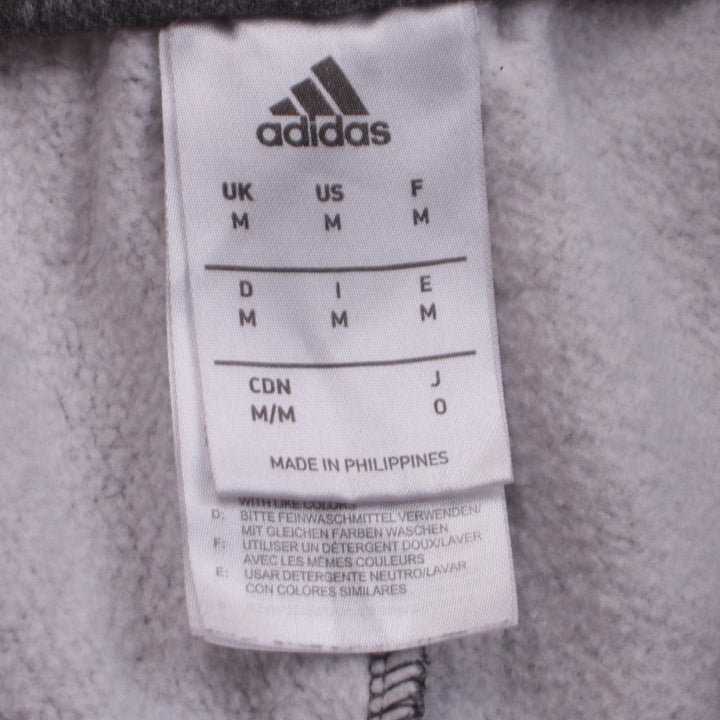 adidas
UK US F
M M M
D I E
M M M
CDN J
M/M O
MADE IN PHILIPPINES
WITH LIKE COLORS
D: BITTE FEINWASCHMITTEL VERWENDEN/
MIT GLEICHEN FARBEN WASCHEN
F: UTILISER UN DÉTERGENT DOUX/LAVER
AVEC LES MÊMES COULEURS
E: USAR DETERGENTE NEUTRO/LAVAR
CON COLORES SIMILARES